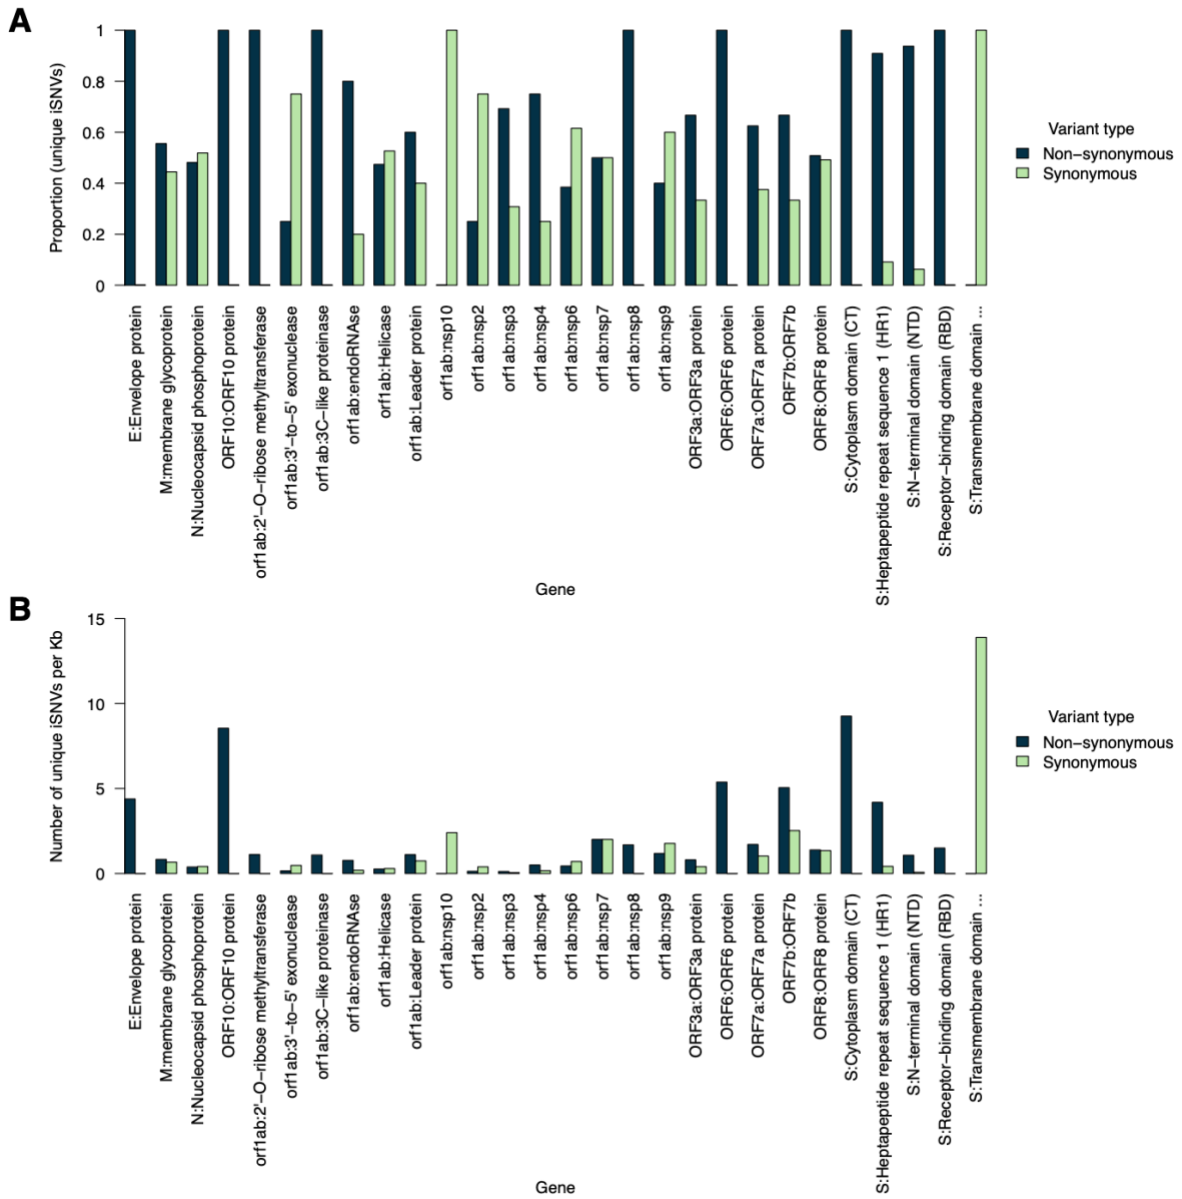 A
Proportion (unique iSNVs)
1
0.8
0.6
0.4
0.2
0
E:Envelope protein
M:membrane glycoprotein
N:Nucleocapsid phosphoprotein
ORF10:ORF10 protein
orf1ab:2'−O−ribose methyltransferase
orf1ab:3'−to−5' exonuclease
orf1ab:3C−like proteinase
orf1ab:endoRNAse
orf1ab:Helicase
orf1ab:Leader protein
orf1ab:nsp10
orf1ab:nsp2
orf1ab:nsp3
orf1ab:nsp4
orf1ab:nsp6
orf1ab:nsp7
orf1ab:nsp8
orf1ab:nsp9
ORF3a:ORF3a protein
ORF6:ORF6 protein
ORF7a:ORF7a protein
ORF7b:ORF7b
ORF8:ORF8 protein
S:Cytoplasm domain (CT)
S:Heptapeptide repeat sequence 1 (HR1)
S:N−terminal domain (NTD)
S:Receptor−binding domain (RBD)
S:Transmembrane domain ...
Gene
Variant type
Non−synonymous
Synonymous
B
Number of unique iSNVs per Kb
15
10
5
0
E:Envelope protein
M:membrane glycoprotein
N:Nucleocapsid phosphoprotein
ORF10:ORF10 protein
orf1ab:2'−O−ribose methyltransferase
orf1ab:3'−to−5' exonuclease
orf1ab:3C−like proteinase
orf1ab:endoRNAse
orf1ab:Helicase
orf1ab:Leader protein
orf1ab:nsp10
orf1ab:nsp2
orf1ab:nsp3
orf1ab:nsp4
orf1ab:nsp6
orf1ab:nsp7
orf1ab:nsp8
orf1ab:nsp9
ORF3a:ORF3a protein
ORF6:ORF6 protein
ORF7a:ORF7a protein
ORF7b:ORF7b
ORF8:ORF8 protein
S:Cytoplasm domain (CT)
S:Heptapeptide repeat sequence 1 (HR1)
S:N−terminal domain (NTD)
S:Receptor−binding domain (RBD)
S:Transmembrane domain ...
Gene
Variant type
Non−synonymous
Synonymous